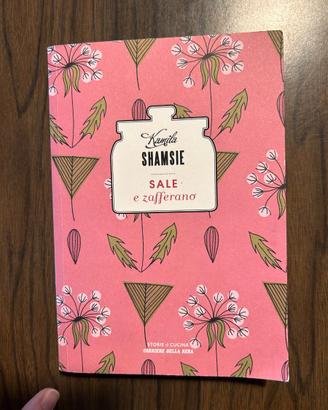 Kamila
SHAMSIE
SALE
e zafferano
STORIE di CUCINA
CORRIERE DELLA SERA